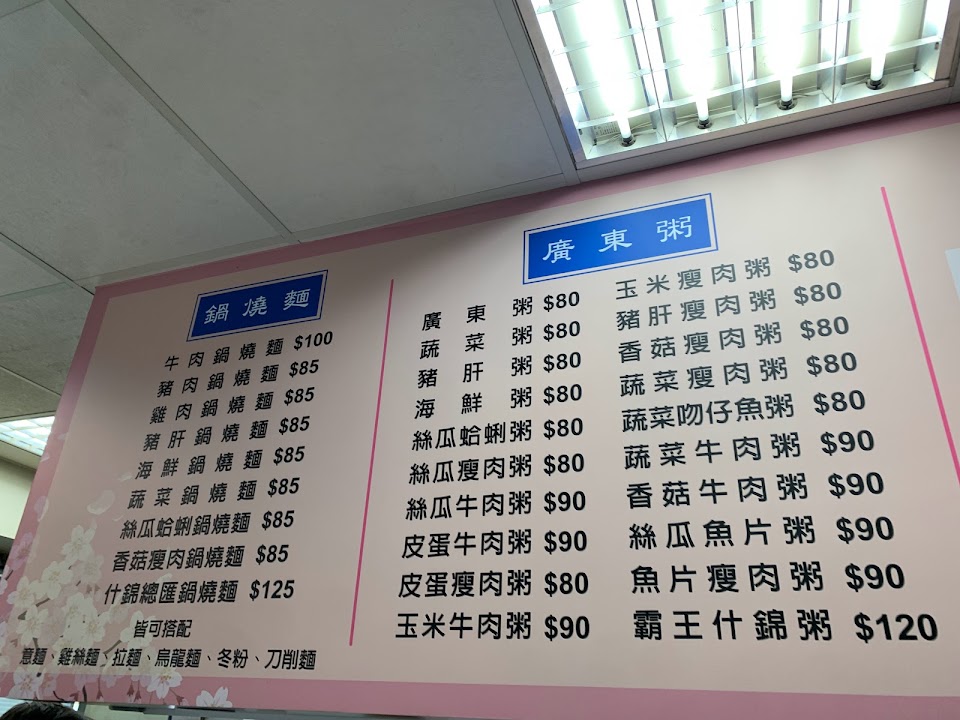 鍋燒麵
牛肉鍋燒麵 $100
豬肉鍋燒麵 $85
雞肉鍋燒麵 $85
豬肝鍋燒麵 $85
海鮮鍋燒麵 $85
蔬菜鍋燒麵 $85
絲瓜蛤蜊鍋燒麵 $85
香菇瘦肉鍋燒麵 $85
什錦總匯鍋燒麵 $125
皆可搭配
意麵、雞絲麵、拉麵、烏龍麵、冬粉、刀削麵
廣東粥
廣東粥 $80
蔬菜粥 $80
豬肝粥 $80
海鮮粥 $80
絲瓜蛤蜊粥 $80
絲瓜瘦肉粥 $80
絲瓜牛肉粥 $90
皮蛋牛肉粥 $90
皮蛋瘦肉粥 $80
玉米牛肉粥 $90
玉米瘦肉粥 $80
豬肝瘦肉粥 $80
香菇瘦肉粥 $80
蔬菜瘦肉粥 $80
蔬菜吻仔魚粥 $80
蔬菜牛肉粥 $90
香菇牛肉粥 $90
絲瓜魚片粥 $90
魚片瘦肉粥 $90
霸王什錦粥 $120